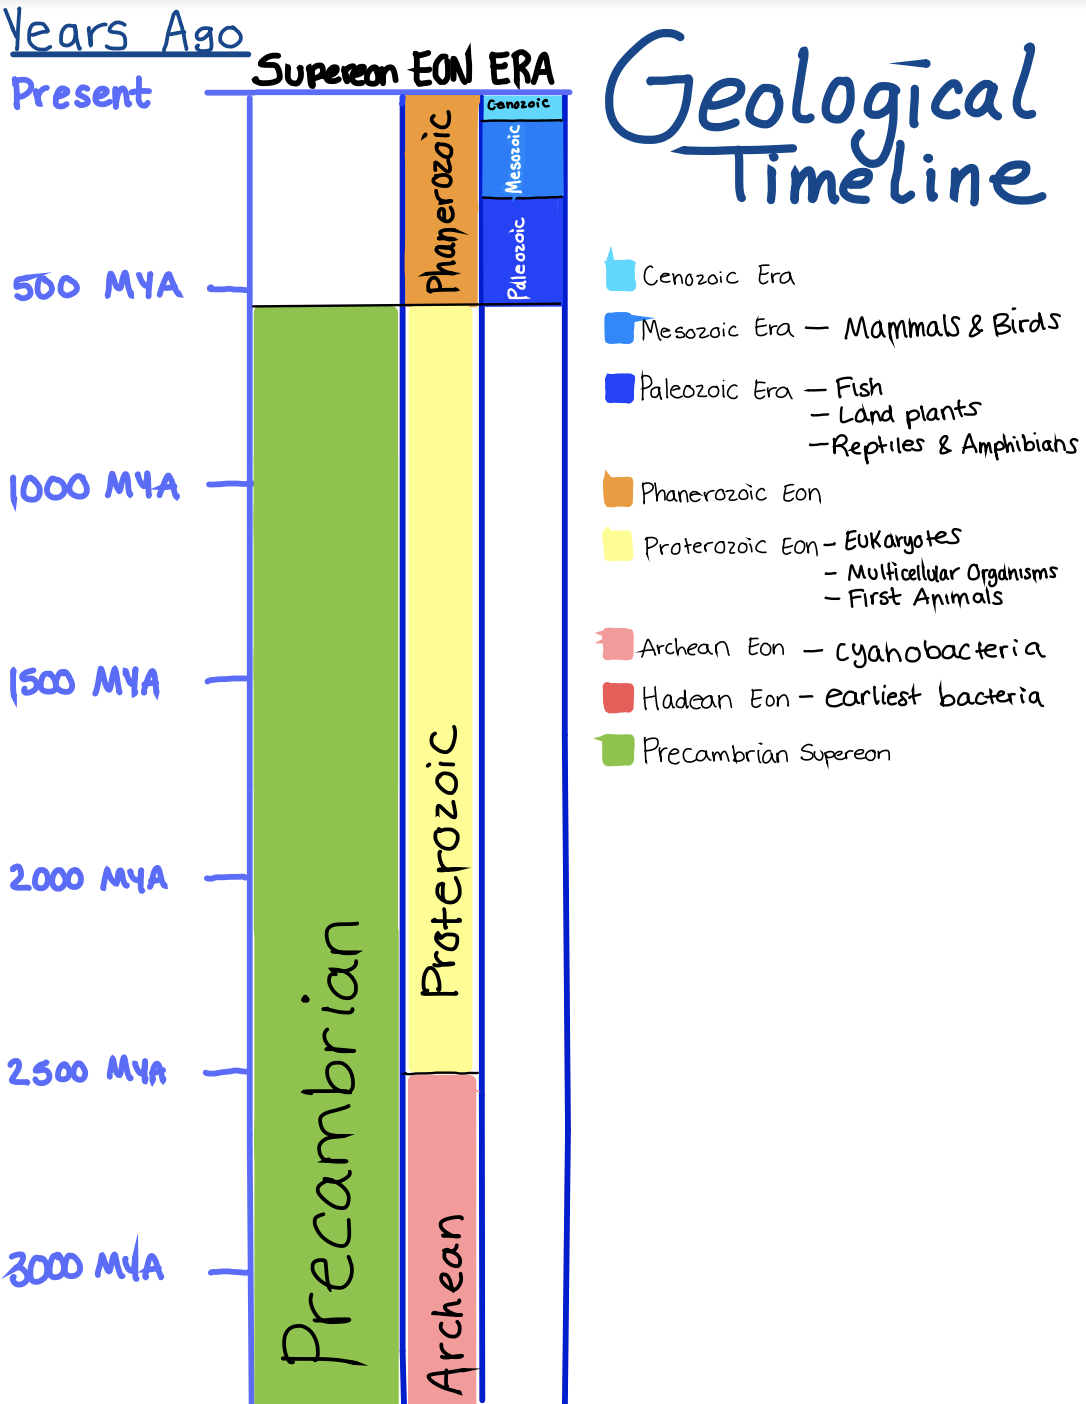 Years Ago
Supereon EON ERA
Geological
Timeline
Present
Cenozoic
Phanerozoic
Mesozoic
Paleozoic
500 MYA
1000 MYA
1500 MYA
2000 MYA
2500 MYA
3000 MYA
Precambrian
Proterozoic
Archean
Cenozoic Era
Mesozoic Era — Mammals & Birds
Paleozoic Era — Fish
— Land plants
— Reptiles & Amphibians
Phanerozoic Eon
Proterozoic Eon — Eukaryotes
— Multicellular Organisms
— First Animals
Archean Eon — cyanobacteria
Hadean Eon — earliest bacteria
Precambrian Supereon